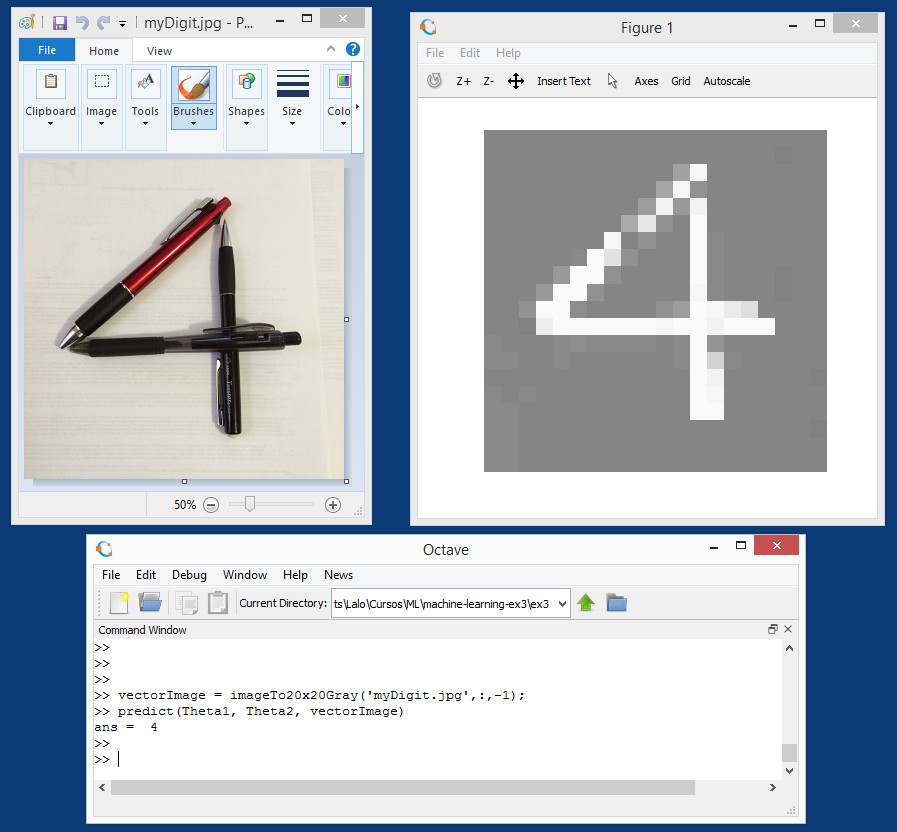 myDigit.jpg - P...
File
Home
View
Clipboard
Image
Tools
Brushes
Shapes
Size
Colo
50%
Figure 1
File Edit Help
Z+ Z- Insert Text Axes Grid Autoscale
Octave
File Edit Debug Window Help News
Current Directory: ts\Lalo\Cursos\ML\machine-learning-ex3\ex3
Command Window
>>
>>
>>
>> vectorImage = imageTo20x20Gray('myDigit.jpg',:,-1);
>> predict(Theta1, Theta2, vectorImage)
ans = 4
>>
>>